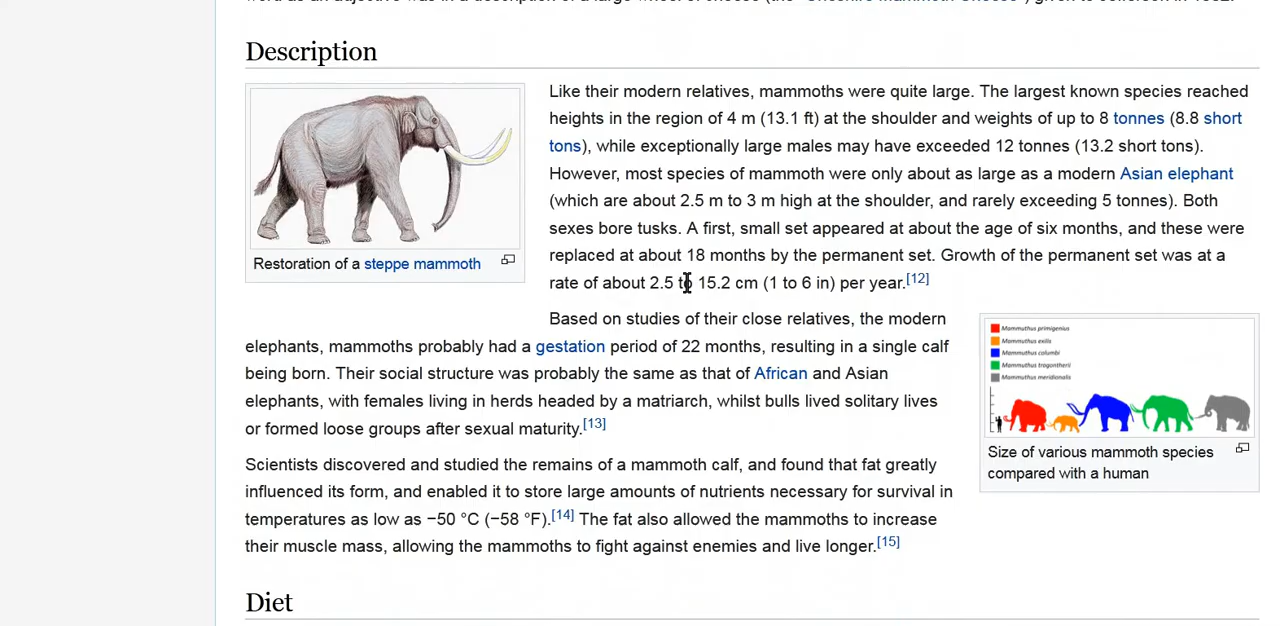 Description
Like their modern relatives, mammoths were quite large. The largest known species reached
heights in the region of 4 m (13.1 ft) at the shoulder and weights of up to 8 tonnes (8.8 short
tons), while exceptionally large males may have exceeded 12 tonnes (13.2 short tons).
However, most species of mammoth were only about as large as a modern Asian elephant
(which are about 2.5 m to 3 m high at the shoulder, and rarely exceeding 5 tonnes). Both
sexes bore tusks. A first, small set appeared at about the age of six months, and these were
replaced at about 18 months by the permanent set. Growth of the permanent set was at a
rate of about 2.5 to 15.2 cm (1 to 6 in) per year.[12]
Restoration of a steppe mammoth
Based on studies of their close relatives, the modern
elephants, mammoths probably had a gestation period of 22 months, resulting in a single calf
being born. Their social structure was probably the same as that of African and Asian
elephants, with females living in herds headed by a matriarch, whilst bulls lived solitary lives
or formed loose groups after sexual maturity.[13]
Mammuthus primigenius
Mammuthus exilis
Mammuthus columbi
Mammuthus trogontherii
Mammuthus meridionalis
Size of various mammoth species
compared with a human
Scientists discovered and studied the remains of a mammoth calf, and found that fat greatly
influenced its form, and enabled it to store large amounts of nutrients necessary for survival in
temperatures as low as −50 °C (−58 °F).[14] The fat also allowed the mammoths to increase
their muscle mass, allowing the mammoths to fight against enemies and live longer.[15]
Diet